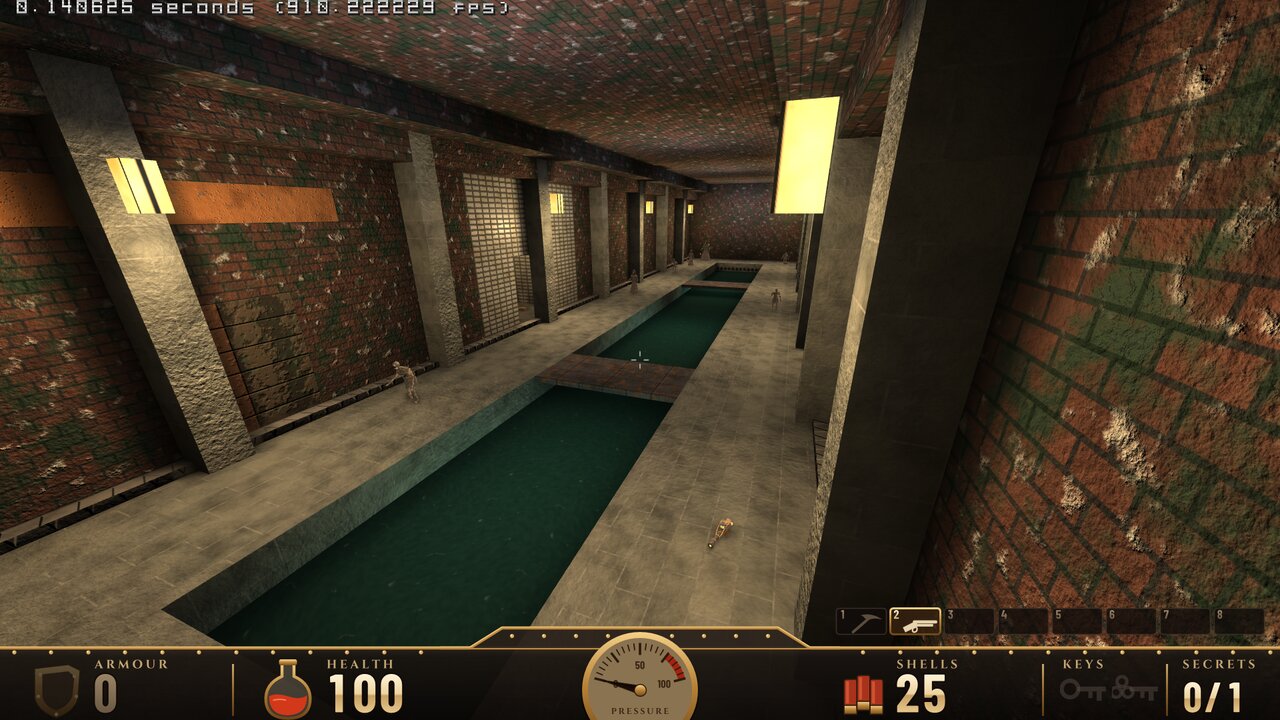 0.140625 seconds (910.222229 fps)
1 2 3 4 5 6 7 8
ARMOUR
0
HEALTH
100
50
100
PRESSURE
SHELLS
25
KEYS
SECRETS
0/1